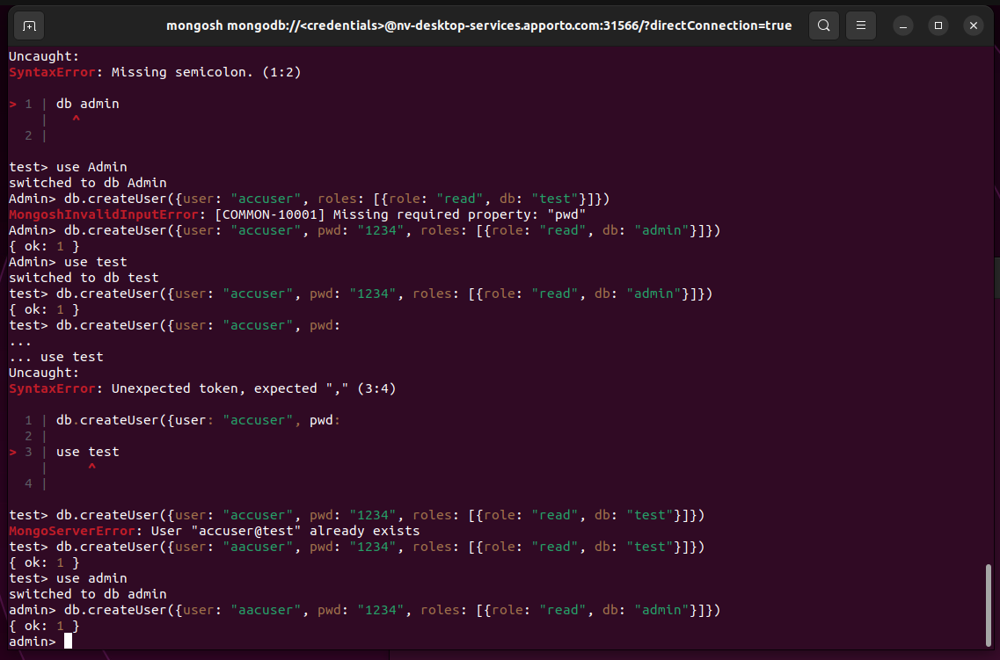 mongosh mongodb://<credentials>@nv-desktop-services.apporto.com:31566/?directConnection=true
Uncaught:
SyntaxError: Missing semicolon. (1:2)
> 1 | db admin
|   ^
2 |
test> use Admin
switched to db Admin
Admin> db.createUser({user: "accuser", roles: [{role: "read", db: "test"}]})
MongoshInvalidInputError: [COMMON-10001] Missing required property: "pwd"
Admin> db.createUser({user: "accuser", pwd: "1234", roles: [{role: "read", db: "admin"}]})
{ ok: 1 }
Admin> use test
switched to db test
test> db.createUser({user: "accuser", pwd: "1234", roles: [{role: "read", db: "admin"}]})
{ ok: 1 }
test> db.createUser({user: "accuser", pwd:
...
... use test
Uncaught:
SyntaxError: Unexpected token, expected "," (3:4)
1 | db.createUser({user: "accuser", pwd:
2 |
> 3 | use test
|     ^
4 |
test> db.createUser({user: "accuser", pwd: "1234", roles: [{role: "read", db: "test"}]})
MongoServerError: User "accuser@test" already exists
test> db.createUser({user: "aacuser", pwd: "1234", roles: [{role: "read", db: "test"}]})
{ ok: 1 }
test> use admin
switched to db admin
admin> db.createUser({user: "aacuser", pwd: "1234", roles: [{role: "read", db: "admin"}]})
{ ok: 1 }
admin>